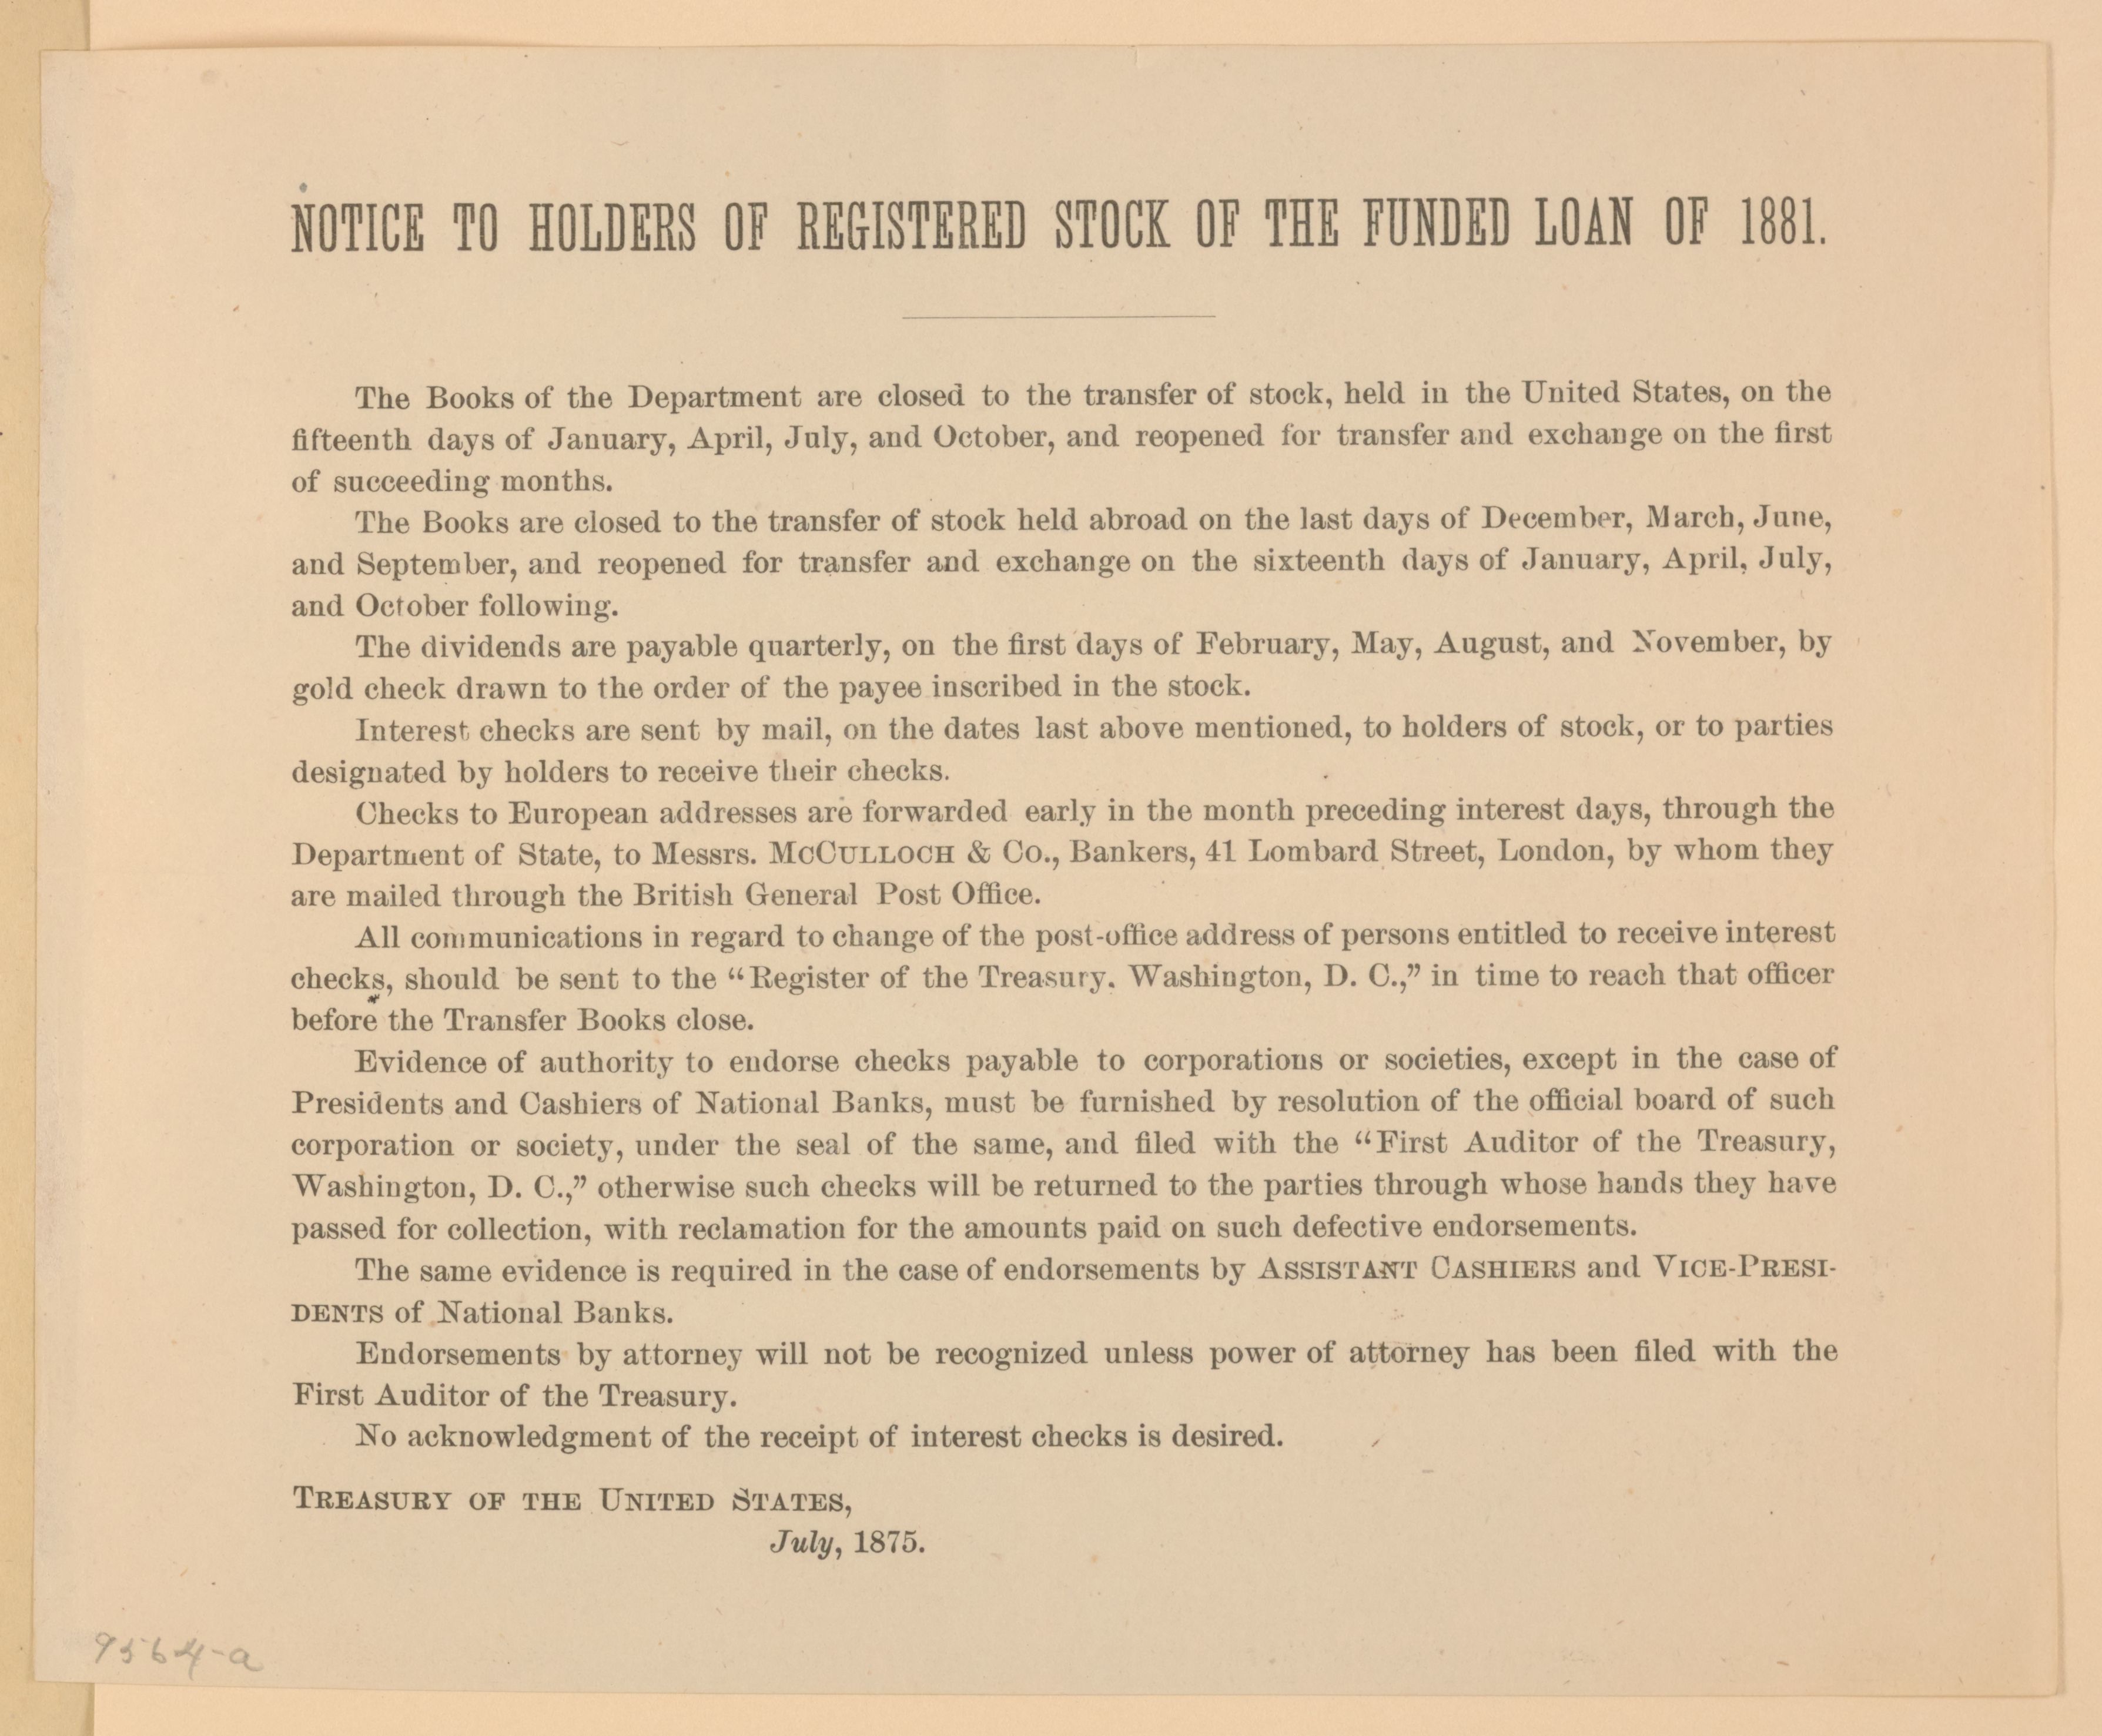 NOTICE TO HOLDERS OF REGISTERED STOCK OF THE FUNDED LOAN OF 1881.
The Books of the Department are closed to the transfer of stock, held in the United States, on the
fifteenth days of January, April, July, and October, and reopened for transfer and exchange on the first
of succeeding months.
The Books are closed to the transfer of stock held abroad on the last days of December, March, June,
and September, and reopened for transfer and exchange on the sixteenth days of January, April, July,
and October following.
The dividends are payable quarterly, on the first days of February, May, August, and November, by
gold check drawn to the order of the payee inscribed in the stock.
Interest checks are sent by mail, on the dates last above mentioned, to holders of stock, or to parties
designated by holders to receive their checks.
Checks to European addresses are forwarded early in the month preceding interest days, through the
Department of State, to Messrs. McCULLOCH & Co., Bankers, 41 Lombard Street, London, by whom they
are mailed through the British General Post Office.
All communications in regard to change of the post-office address of persons entitled to receive interest
checks, should be sent to the “Register of the Treasury. Washington, D. C.,” in time to reach that officer
before the Transfer Books close.
Evidence of authority to endorse checks payable to corporations or societies, except in the case of
Presidents and Cashiers of National Banks, must be furnished by resolution of the official board of such
corporation or society, under the seal of the same, and filed with the “First Auditor of the Treasury,
Washington, D. C.,” otherwise such checks will be returned to the parties through whose hands they have
passed for collection, with reclamation for the amounts paid on such defective endorsements.
The same evidence is required in the case of endorsements by ASSISTANT CASHIERS and VICE-PRESI-
DENTS of National Banks.
Endorsements by attorney will not be recognized unless power of attorney has been filed with the
First Auditor of the Treasury.
No acknowledgment of the receipt of interest checks is desired.
TREASURY OF THE UNITED STATES,
July, 1875.
9564-a